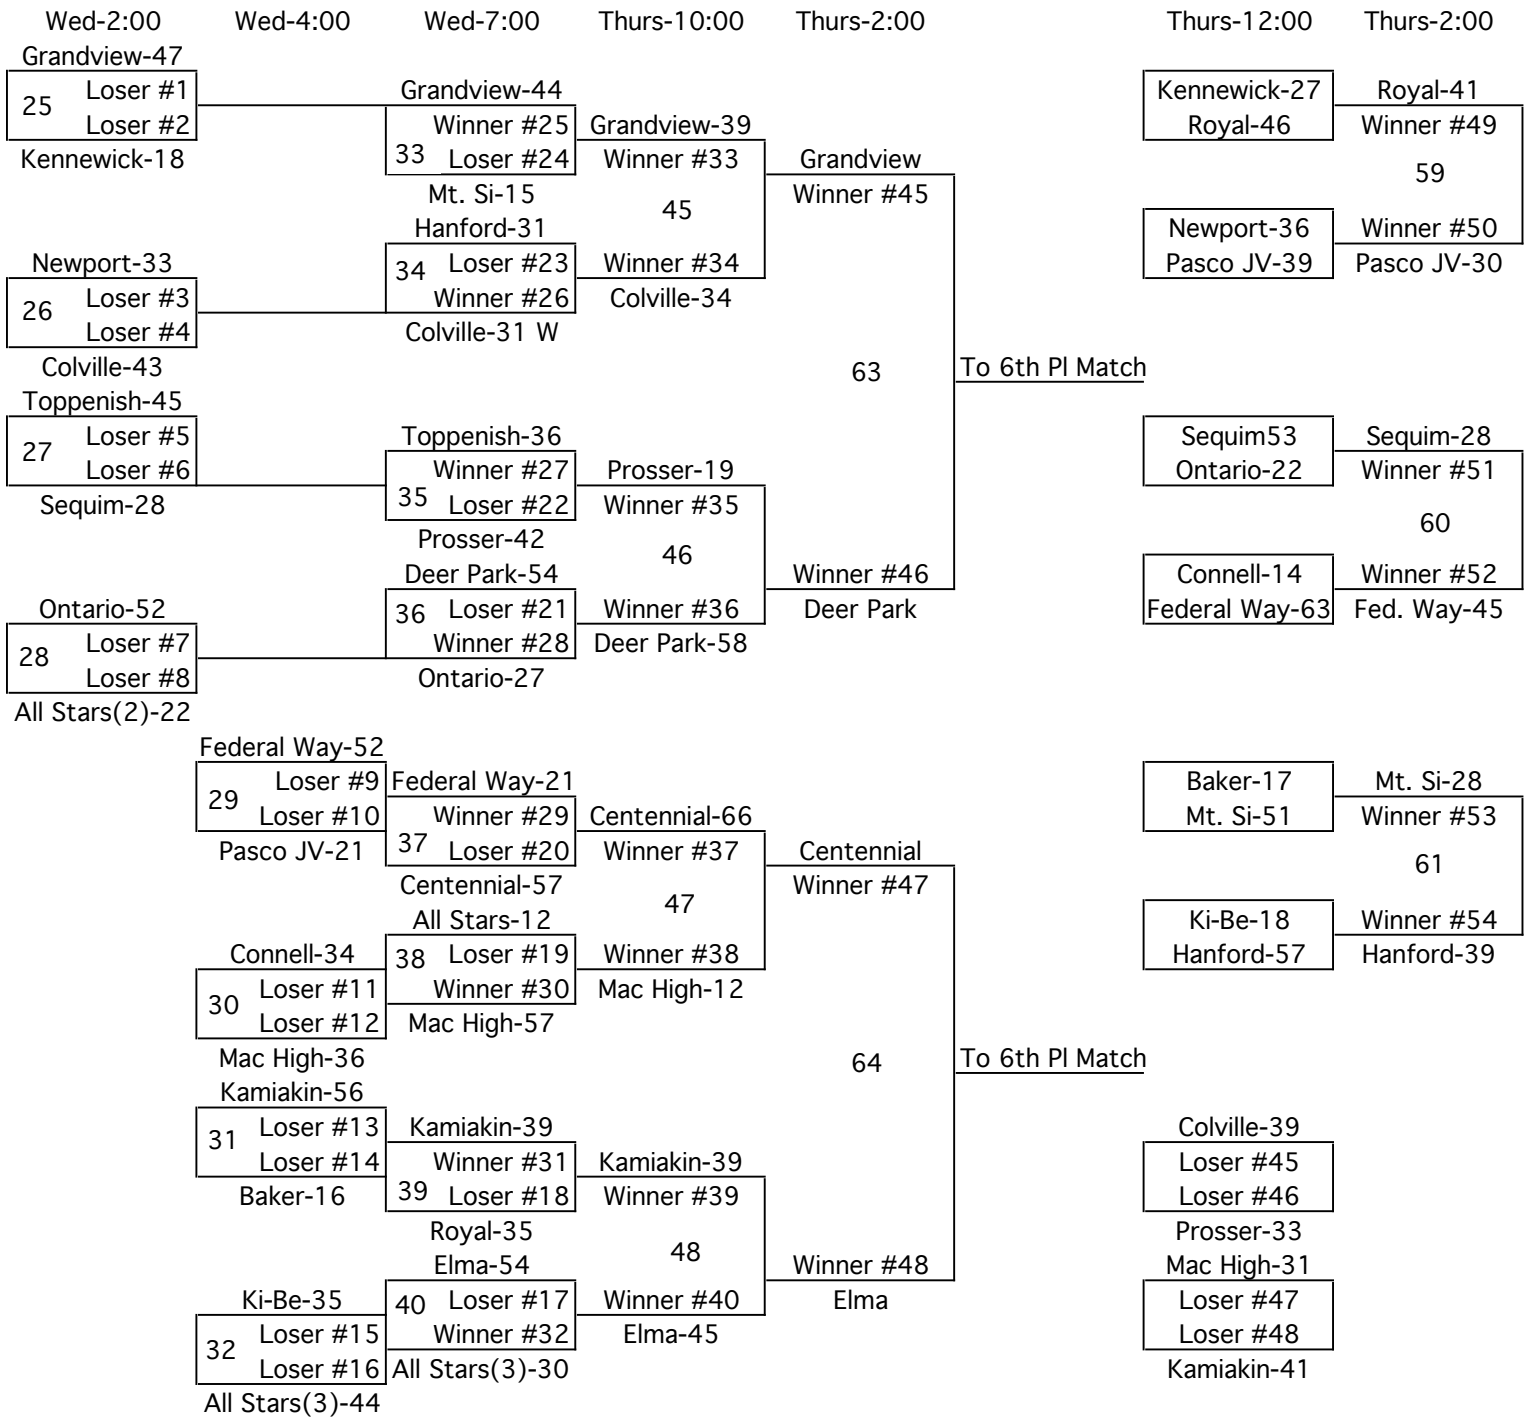 Wed-2:00 Wed-4:00 Wed-7:00 Thurs-10:00 Thurs-2:00 Thurs-12:00 Thurs-2:00
Grandview-47
25 Loser #1 Grandview-44 Kennewick-27 Royal-41
Loser #2 Winner #25 Grandview-39 Royal-46 Winner #49
Kennewick-18 33 Loser #24 Winner #33 Grandview 59
Mt. Si-15 45 Winner #45
Hanford-31 Newport-36 Winner #50
Newport-33 34 Loser #23 Winner #34 Pasco JV-39 Pasco JV-30
26 Loser #3 Winner #26 Colville-34
Loser #4 Colville-31 W
Colville-43 63 To 6th Pl Match
Toppenish-45
27 Loser #5 Toppenish-36 Sequim53 Sequim-28
Loser #6 Winner #27 Prosser-19 Ontario-22 Winner #51
Sequim-28 35 Loser #22 Winner #35 60
Prosser-42 46
Deer Park-54 Winner #46 Connell-14 Winner #52
Ontario-52 36 Loser #21 Winner #36 Deer Park Federal Way-63 Fed. Way-45
28 Loser #7 Winner #28 Deer Park-58
Loser #8 Ontario-27
All Stars(2)-22
Federal Way-52
29 Loser #9 Federal Way-21 Baker-17 Mt. Si-28
Loser #10 Winner #29 Centennial-66 Mt. Si-51 Winner #53
Pasco JV-21 37 Loser #20 Winner #37 Centennial 61
Centennial-57 47 Winner #47
All Stars-12 Ki-Be-18 Winner #54
Connell-34 38 Loser #19 Winner #38 Hanford-57 Hanford-39
30 Loser #11 Winner #30 Mac High-12
Loser #12 Mac High-57
Mac High-36 64 To 6th Pl Match
Kamiakin-56
31 Loser #13 Kamiakin-39 Colville-39
Loser #14 Winner #31 Kamiakin-39 Loser #45
Baker-16 39 Loser #18 Winner #39 Loser #46
Royal-35 48 Prosser-33
Elma-54 Winner #48 Mac High-31
Ki-Be-35 40 Loser #17 Winner #40 Elma Loser #47
32 Loser #15 Winner #32 Elma-45 Loser #48
Loser #16 All Stars(3)-30 Kamiakin-41
All Stars(3)-44